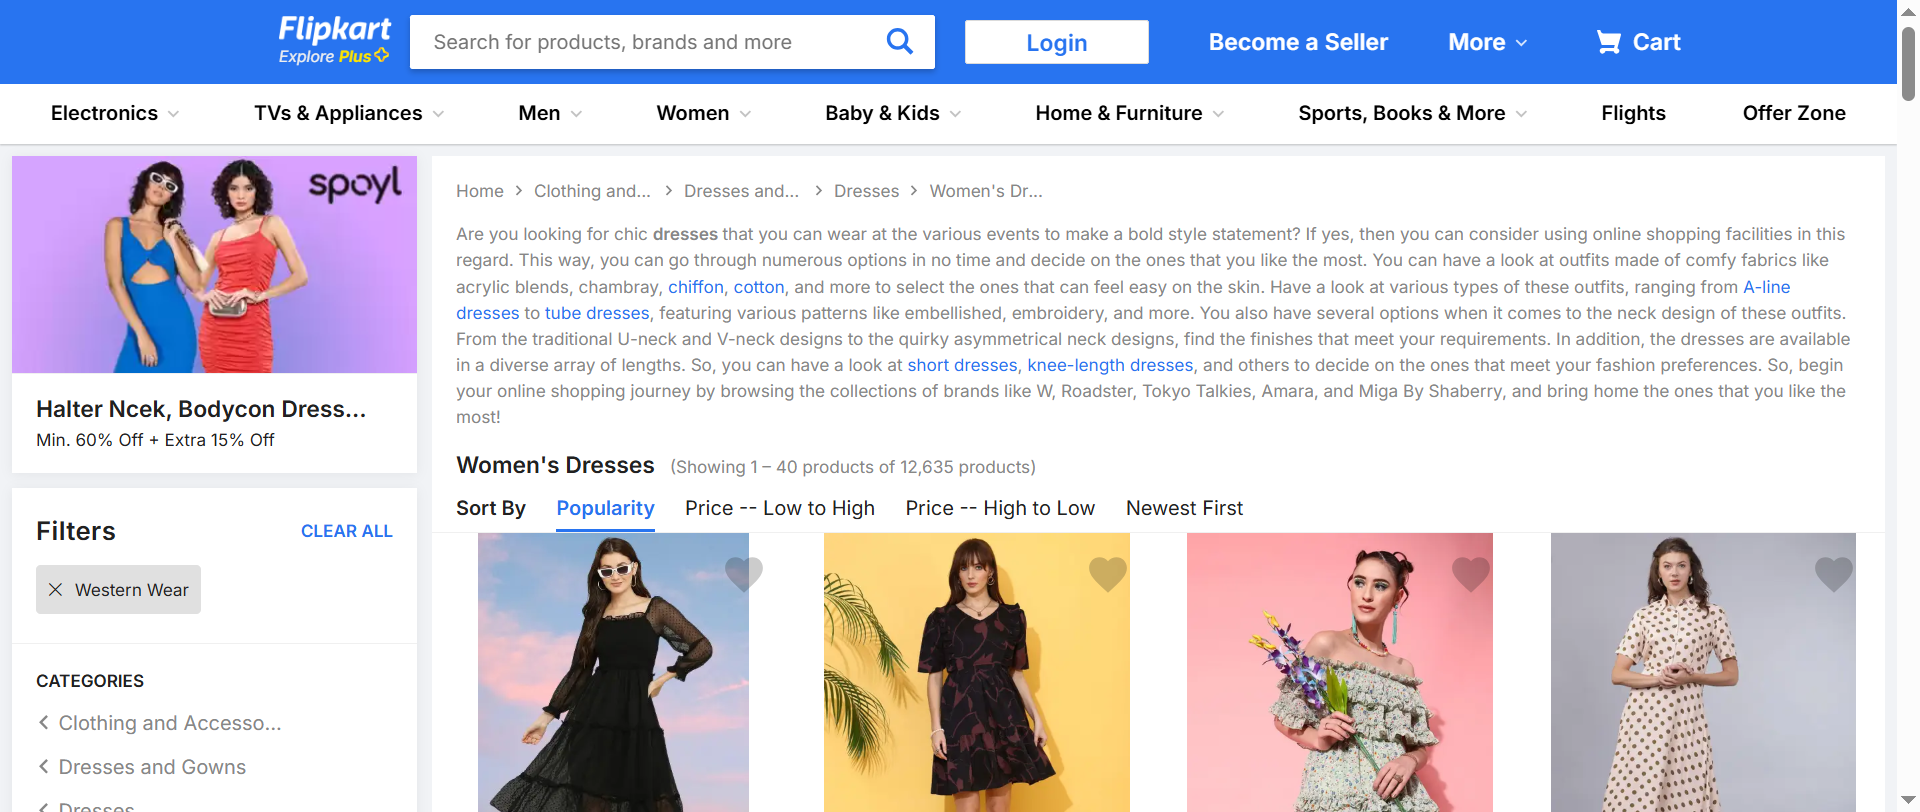 Flipkart
Explore Plus
Search for products, brands and more
Login
Become a Seller
More
Cart
Electronics
TVs & Appliances
Men
Women
Baby & Kids
Home & Furniture
Sports, Books & More
Flights
Offer Zone
spoyl
Halter Ncek, Bodycon Dress...
Min. 60% Off + Extra 15% Off
Filters
CLEAR ALL
Western Wear
CATEGORIES
Clothing and Accesso...
Dresses and Gowns
Dresses
Home > Clothing and... > Dresses and... > Dresses > Women's Dr...
Are you looking for chic dresses that you can wear at the various events to make a bold style statement? If yes, then you can consider using online shopping facilities in this
regard. This way, you can go through numerous options in no time and decide on the ones that you like the most. You can have a look at outfits made of comfy fabrics like
acrylic blends, chambray, chiffon, cotton, and more to select the ones that can feel easy on the skin. Have a look at various types of these outfits, ranging from A-line
dresses to tube dresses, featuring various patterns like embellished, embroidery, and more. You also have several options when it comes to the neck design of these outfits.
From the traditional U-neck and V-neck designs to the quirky asymmetrical neck designs, find the finishes that meet your requirements. In addition, the dresses are available
in a diverse array of lengths. So, you can have a look at short dresses, knee-length dresses, and others to decide on the ones that meet your fashion preferences. So, begin
your online shopping journey by browsing the collections of brands like W, Roadster, Tokyo Talkies, Amara, and Miga By Shaberry, and bring home the ones that you like the
most!
Women's Dresses (Showing 1 – 40 products of 12,635 products)
Sort By
Popularity
Price -- Low to High
Price -- High to Low
Newest First